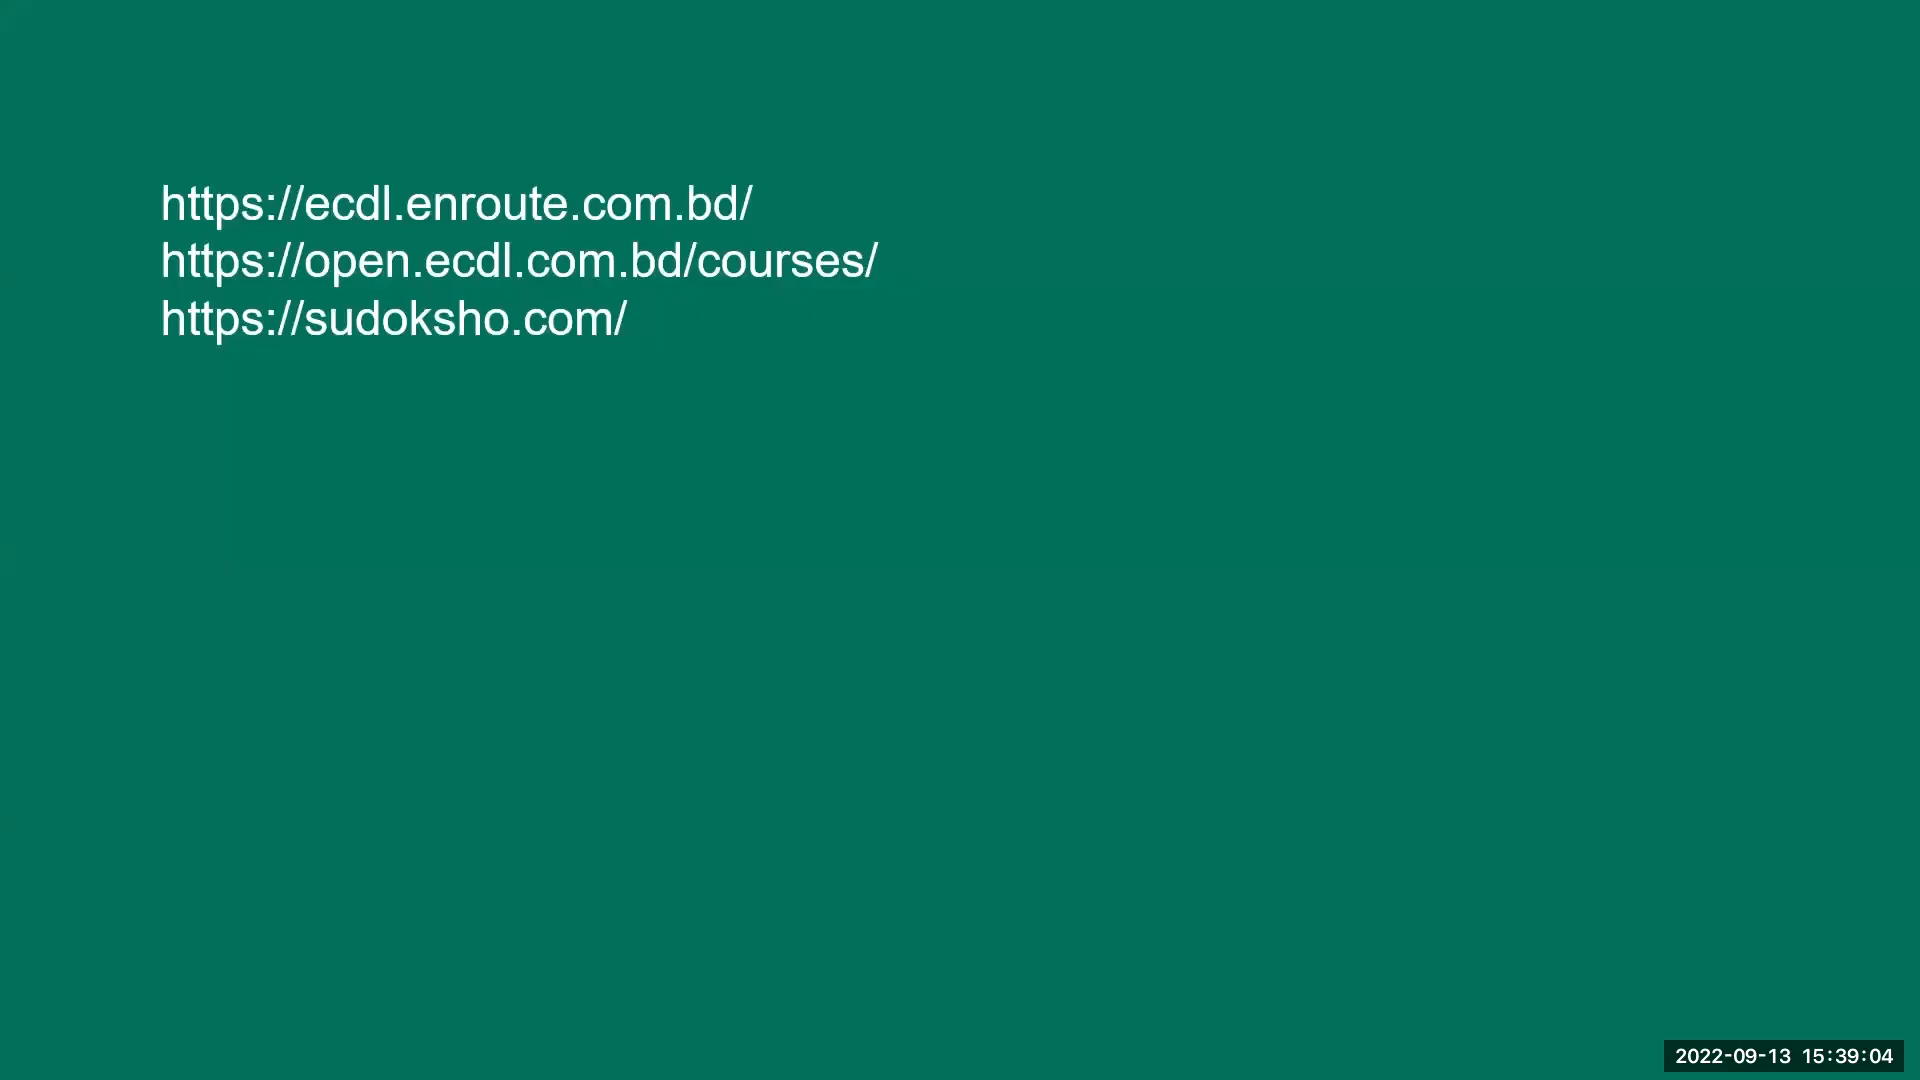 https://ecdl.enroute.com.bd/
https://open.ecdl.com.bd/courses/
https://sudoksho.com/
2022-09-13 15:39:04